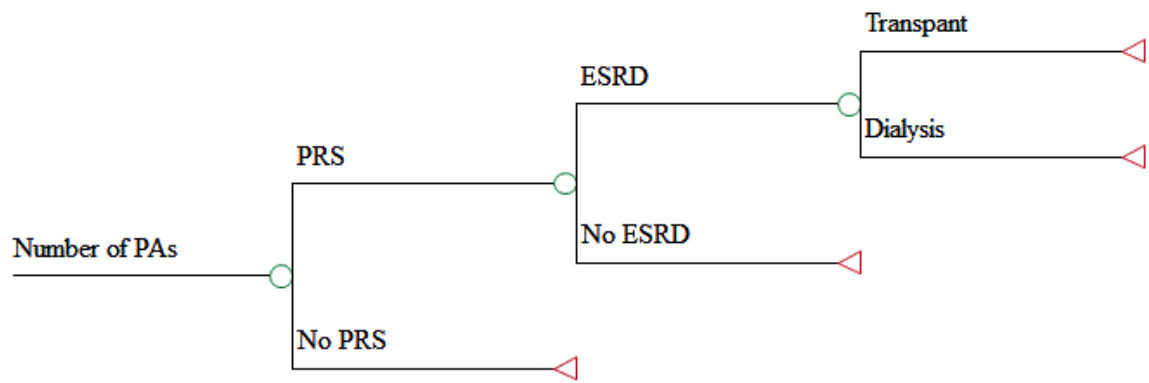 Transpant
ESRD
Dialysis
PRS
No ESRD
Number of PAs
No PRS